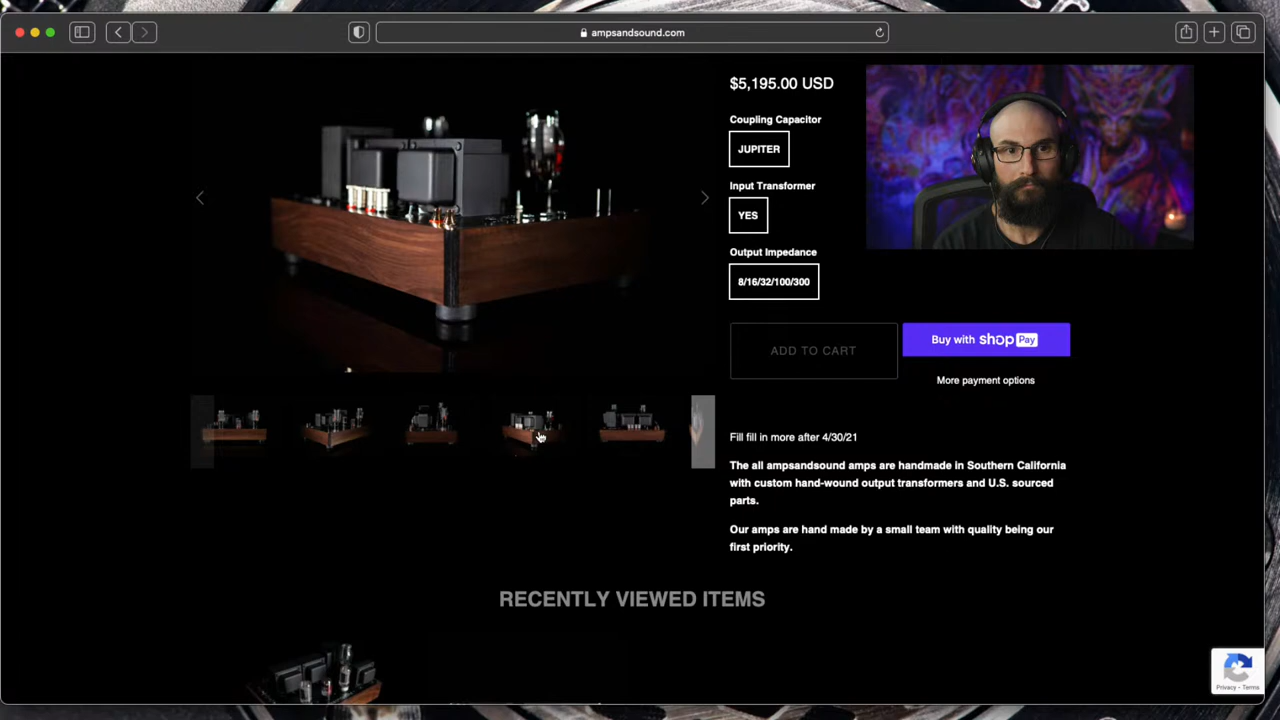 ampsandsound.com
$5,195.00 USD
Coupling Capacitor
JUPITER
Input Transformer
YES
Output Impedance
8/16/32/100/300
ADD TO CART
Buy with shop Pay
More payment options
Fill fill in more after 4/30/21
The all ampsandsound amps are handmade in Southern California
with custom hand-wound output transformers and U.S. sourced
parts.
Our amps are hand made by a small team with quality being our
first priority.
RECENTLY VIEWED ITEMS
Privacy - Terms